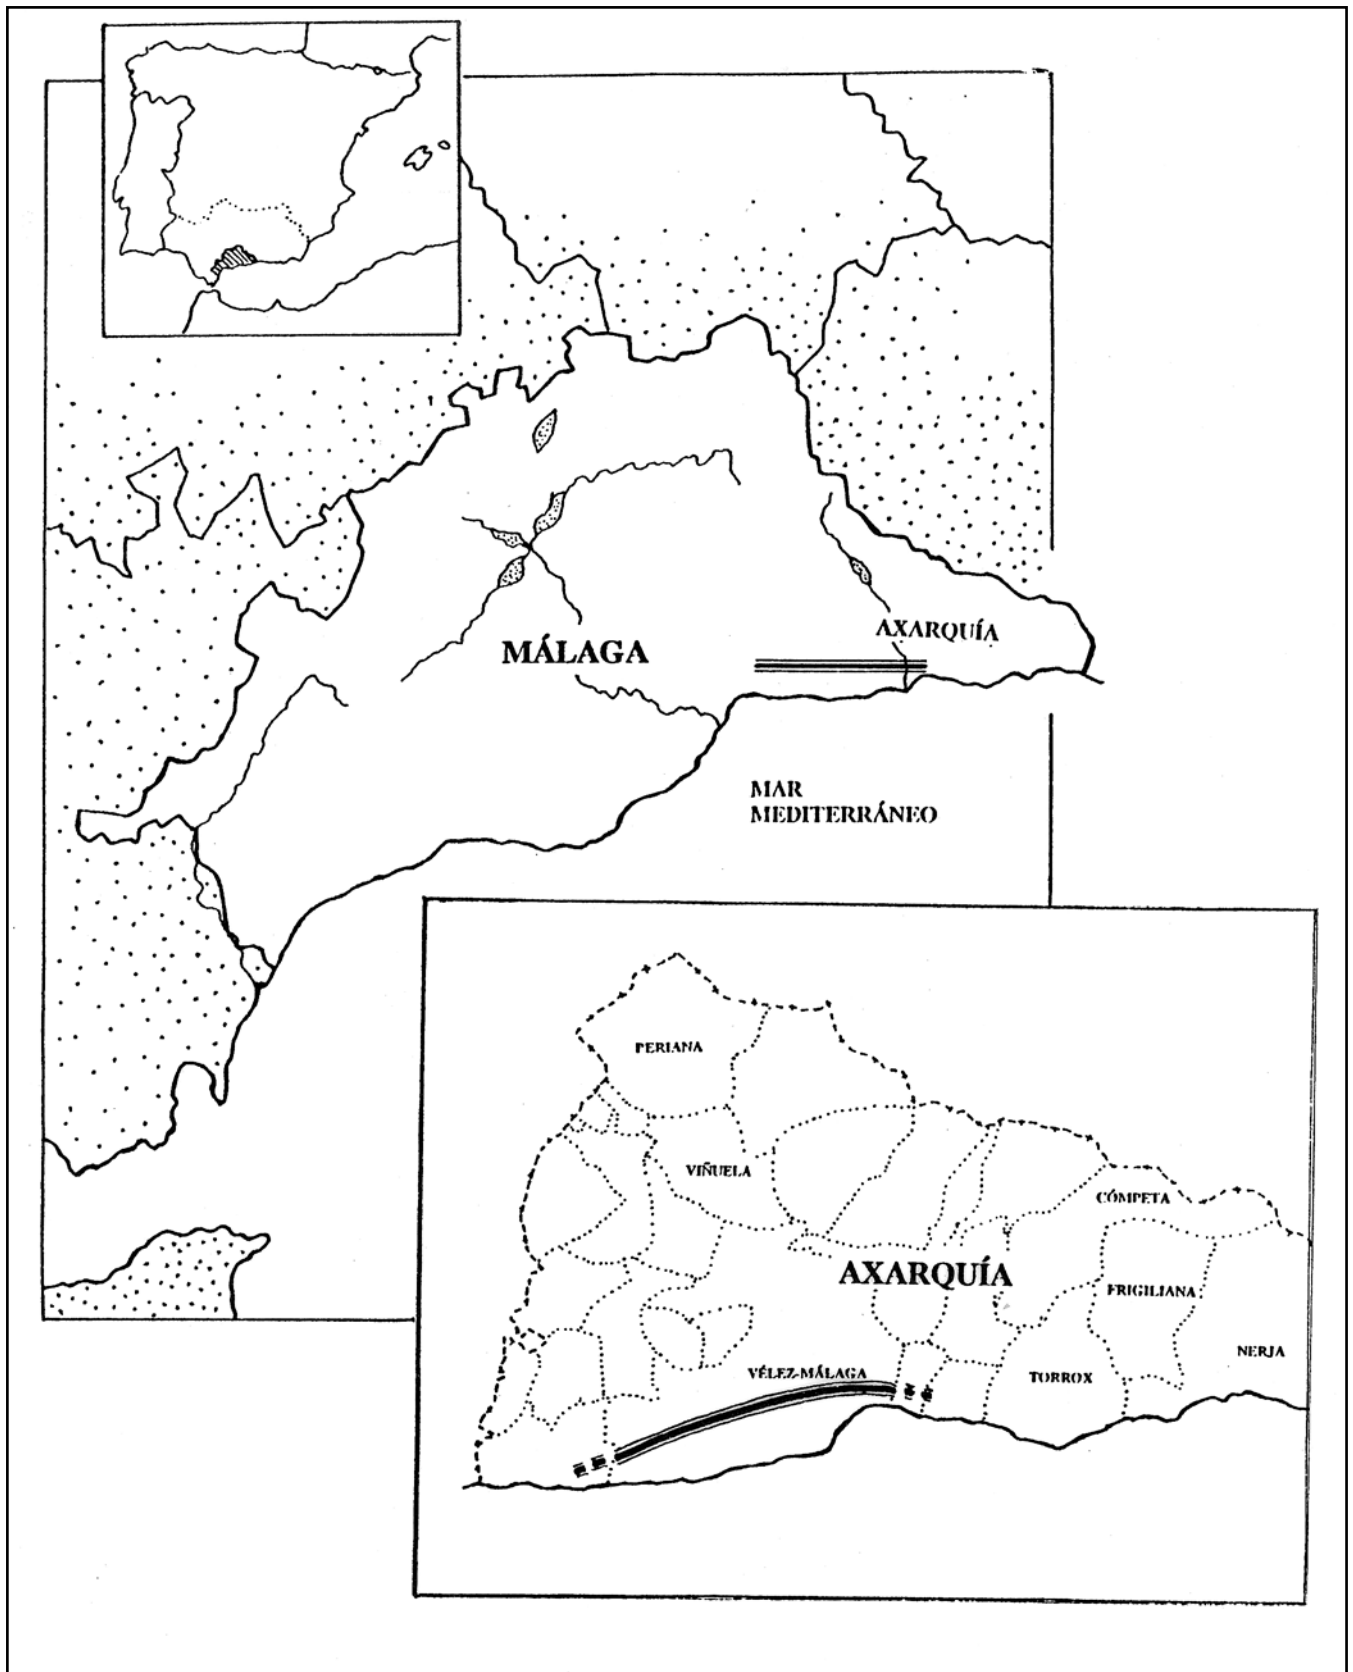 MÁLAGA
AXARQUÍA
MAR
MEDITERRÁNEO
PERIANA
VIÑUELA
CÓMPETA
AXARQUÍA
FRIGILIANA
NERJA
VÉLEZ-MÁLAGA
TORROX